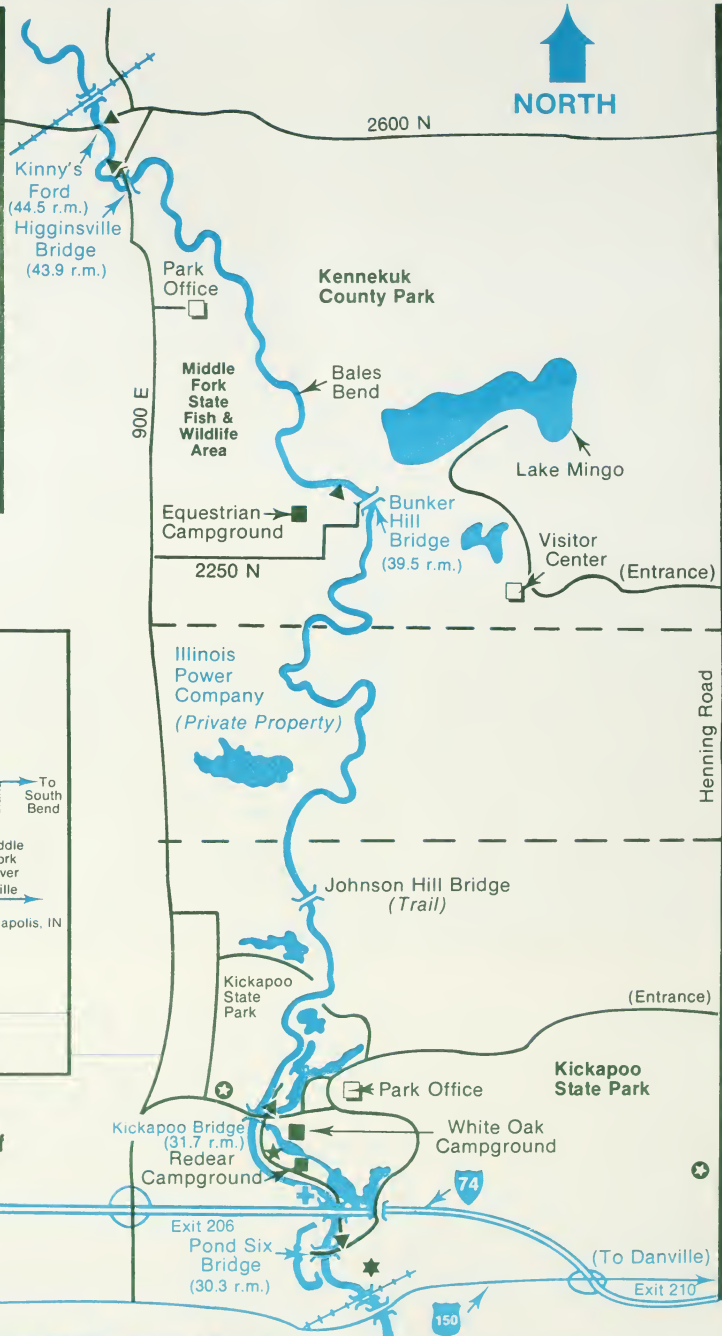 NORTH
2600 N
Kinny's
Ford
(44.5 r.m.)
Higginsville
Bridge
(43.9 r.m.)
Park
Office
Kennekuk
County Park
Middle
Fork
State
Fish &
Wildlife
Area
900 E
Bales
Bend
Lake Mingo
Equestrian
Campground
Bunker
Hill
Bridge
(39.5 r.m.)
Visitor
Center
(Entrance)
2250 N
Illinois
Power
Company
(Private Property)
Henning Road
To
South
Bend
Johnson Hill Bridge
(Trail)
Kickapoo
State
Park
(Entrance)
Park Office
Kickapoo
State Park
Kickapoo Bridge
(31.7 r.m.)
White Oak
Campground
Redear
Campground
74
Exit 206
Pond Six
Bridge
(30.3 r.m.)
(To Danville)
Exit 210
150